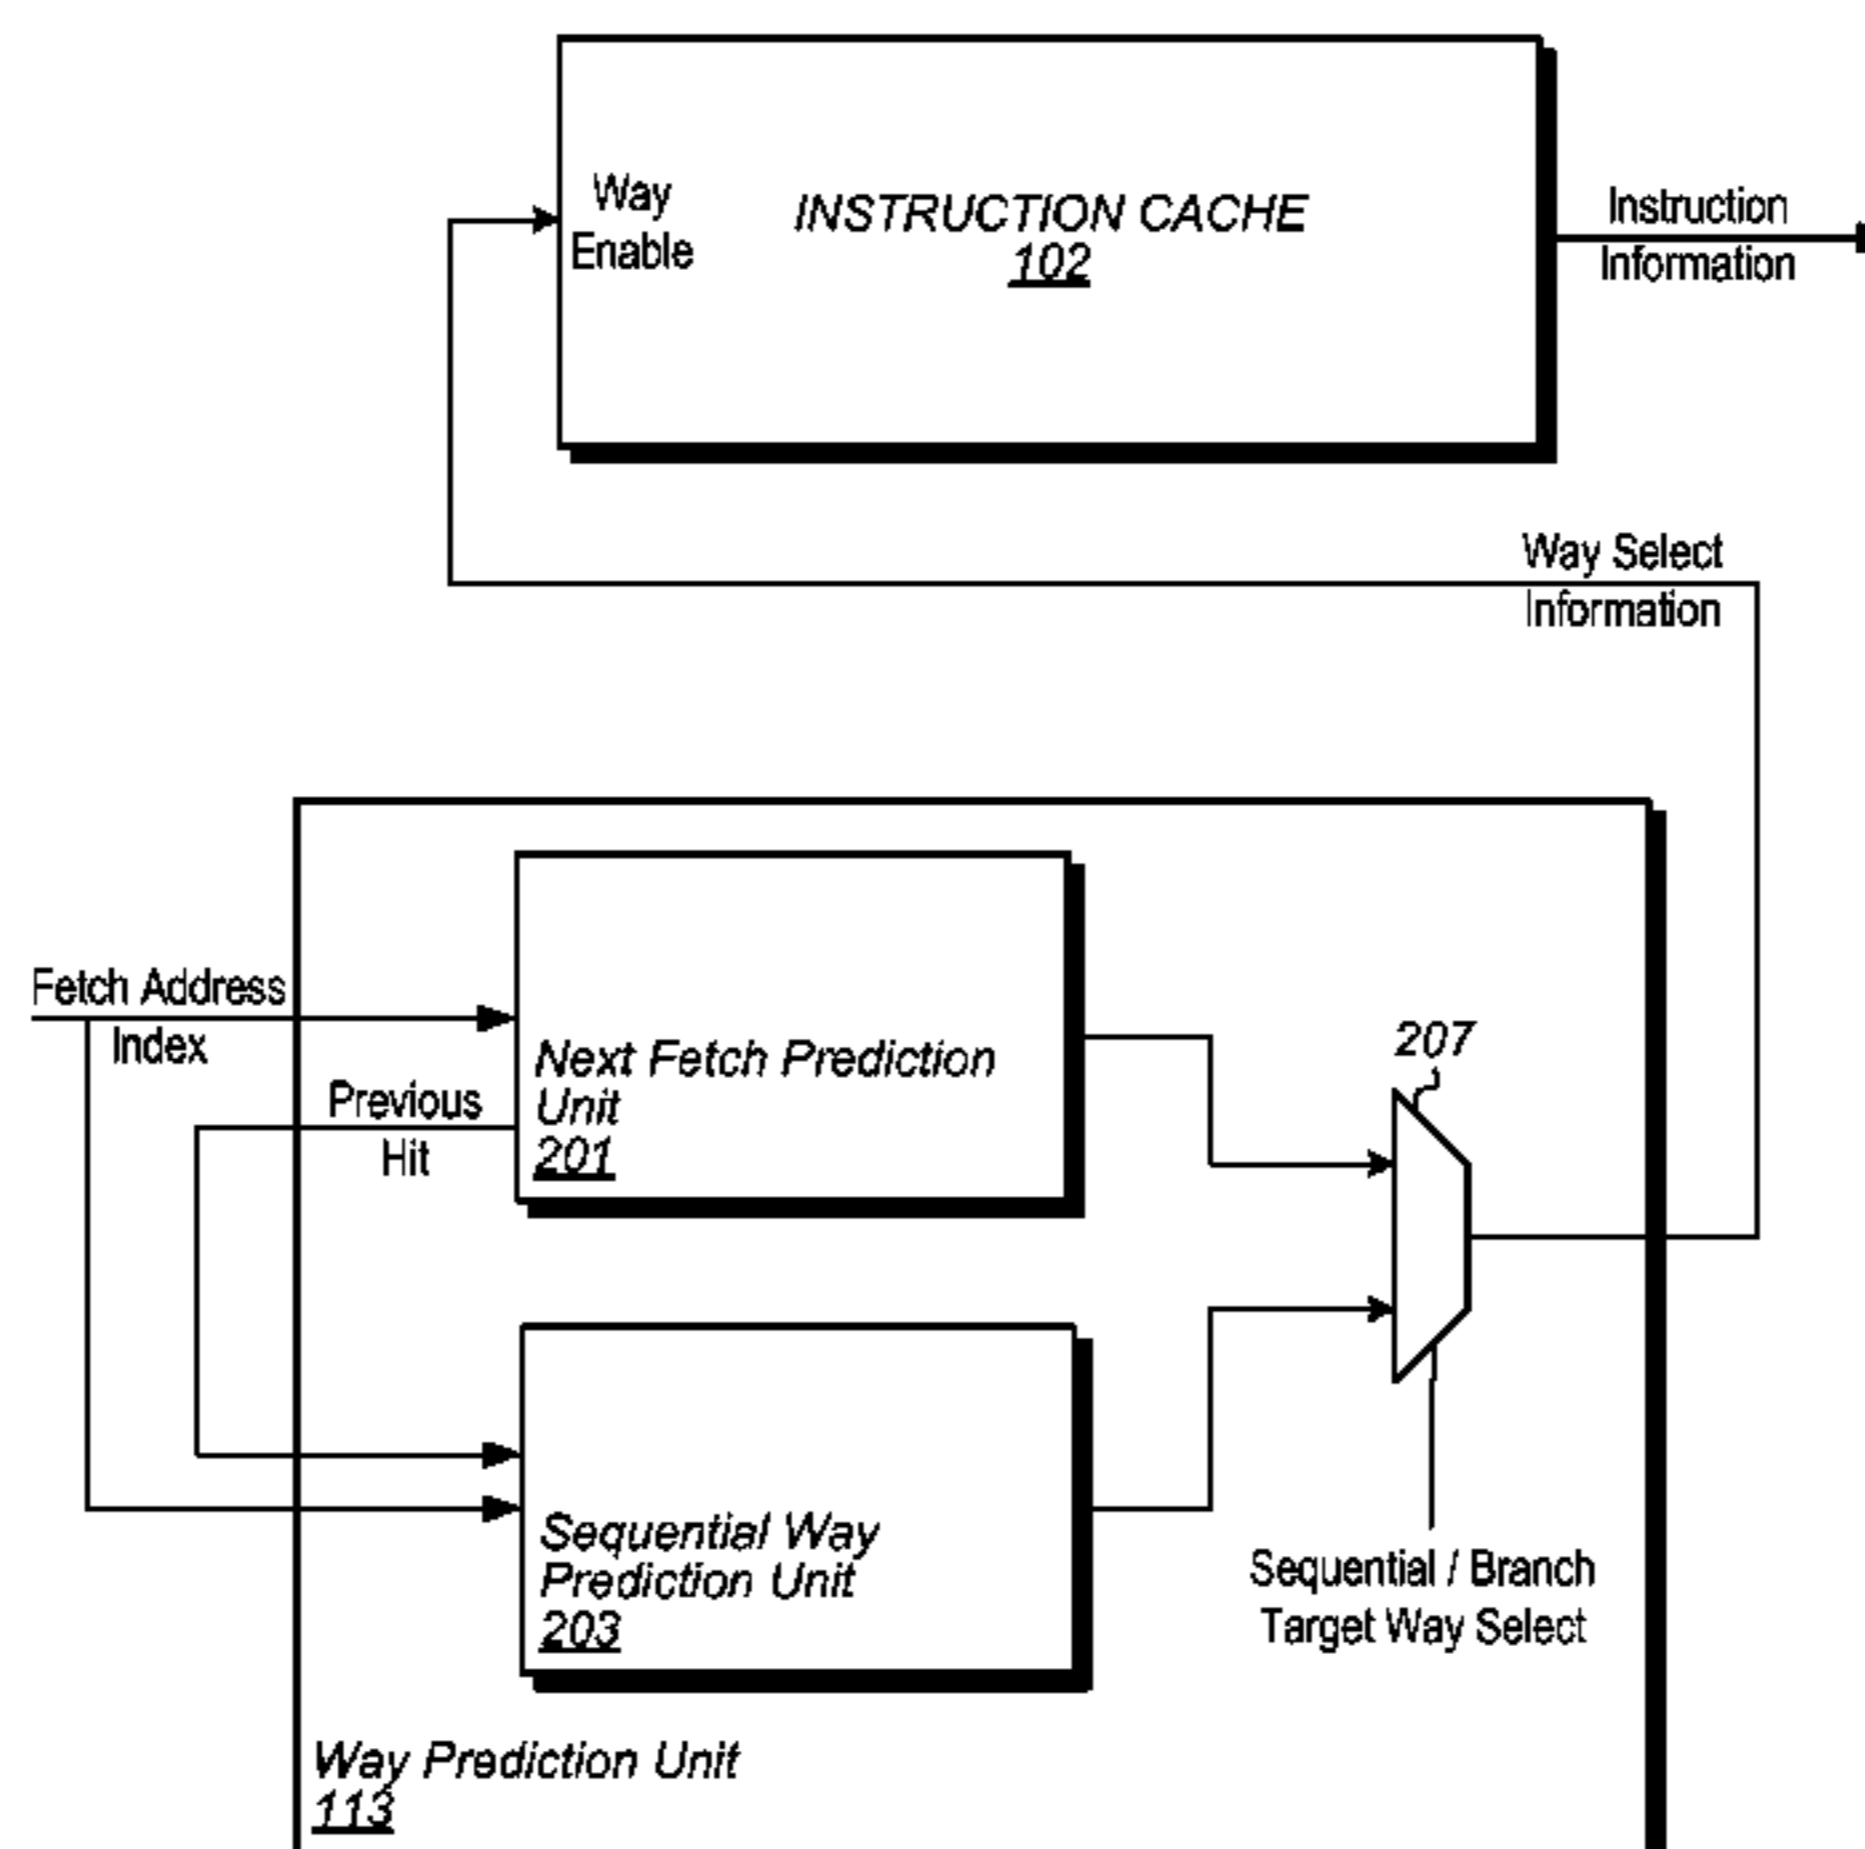 Way
Enable
INSTRUCTION CACHE
102
Instruction
Information
Way Select
Information
Fetch Address
Index
Previous
Hit
Next Fetch Prediction
Unit
201
207
Sequential Way
Prediction Unit
203
Sequential / Branch
Target Way Select
Way Prediction Unit
113